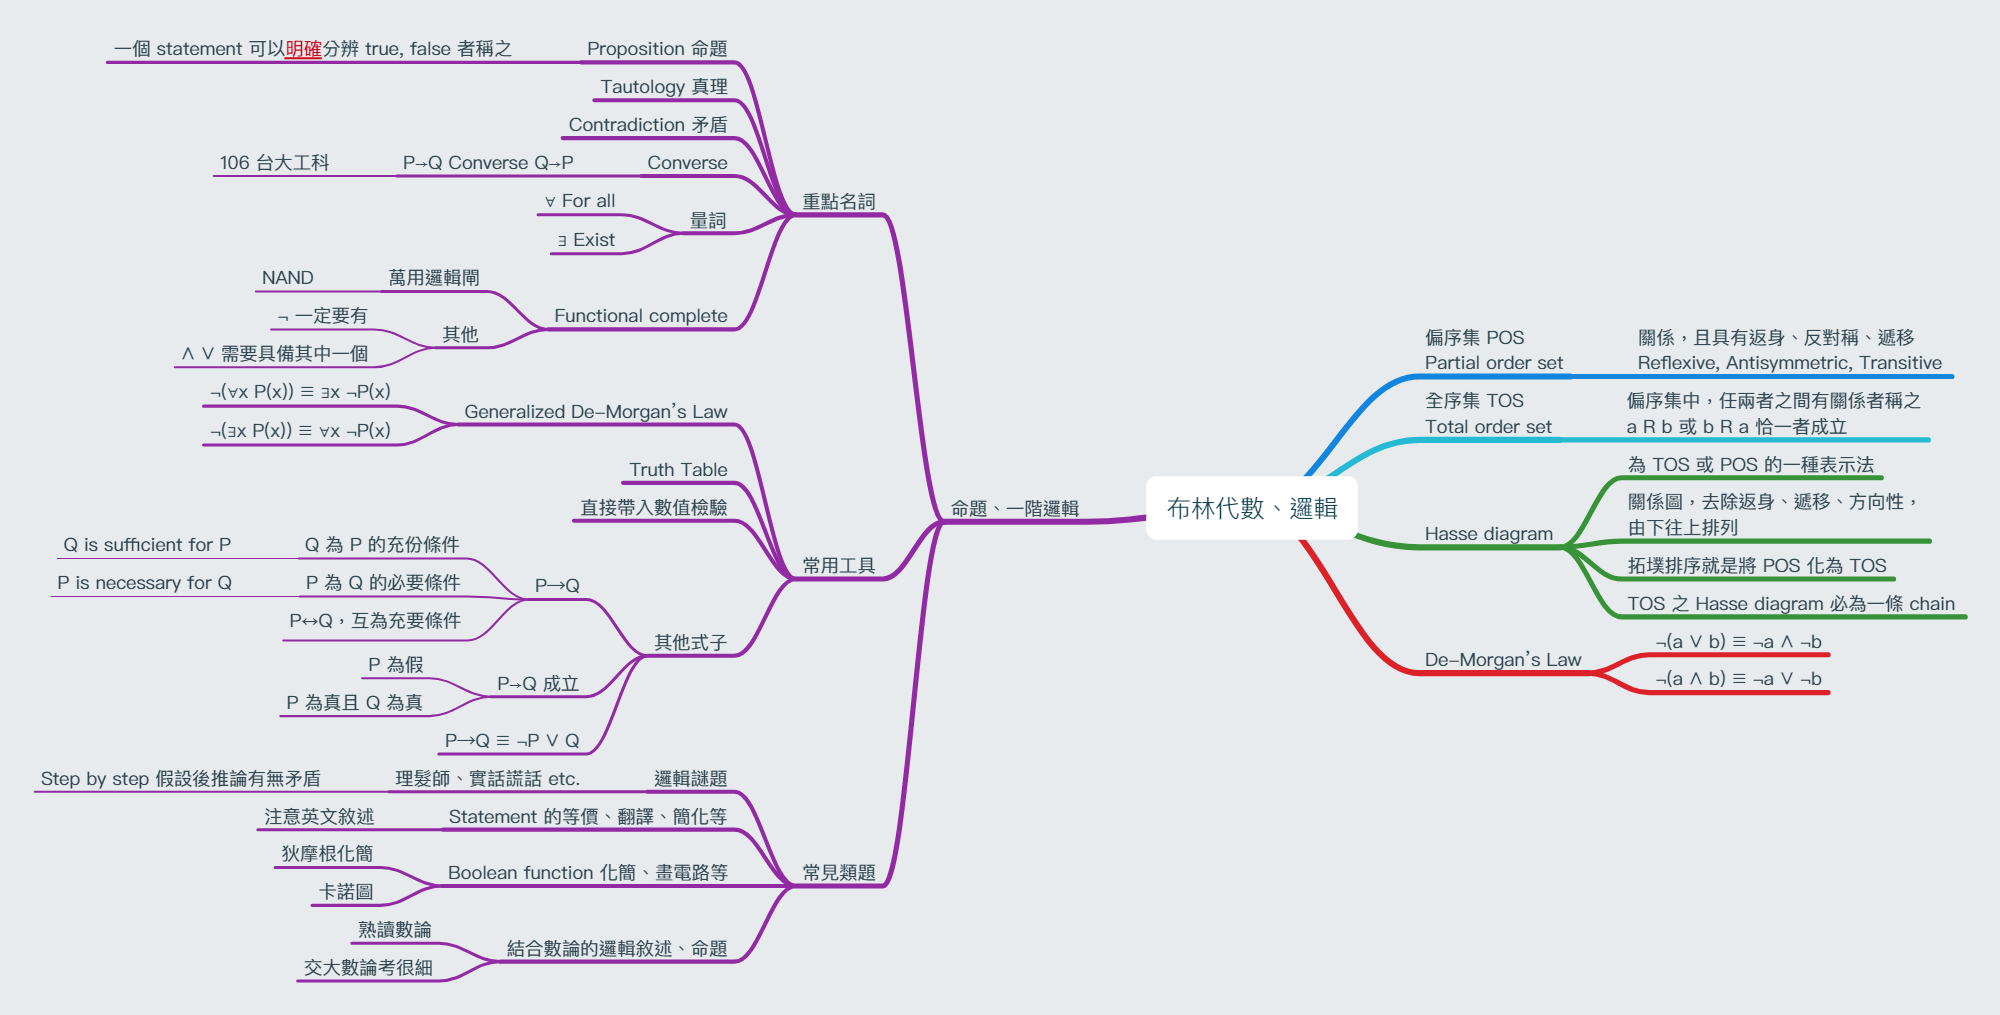 布林代數、邏輯
命題、一階邏輯
重點名詞
Proposition 命題
一個 statement 可以明確分辨 true, false 者稱之
Tautology 真理
Contradiction 矛盾
Converse
P→Q Converse Q→P
106 台大工科
量詞
∀ For all
∃ Exist
Functional complete
萬用邏輯閘
NAND
其他
¬ 一定要有
∧ ∨ 需要具備其中一個
常用工具
Generalized De-Morgan's Law
¬(∀x P(x)) ≡ ∃x ¬P(x)
¬(∃x P(x)) ≡ ∀x ¬P(x)
Truth Table
直接帶入數值檢驗
其他式子
P→Q
Q 為 P 的充份條件
Q is sufficient for P
P 為 Q 的必要條件
P is necessary for Q
P↔Q，互為充要條件
P→Q 成立
P 為假
P 為真且 Q 為真
P→Q ≡ ¬P ∨ Q
常見類題
邏輯謎題
理髮師、實話謊話 etc.
Step by step 假設後推論有無矛盾
Statement 的等價、翻譯、簡化等
注意英文敘述
Boolean function 化簡、畫電路等
狄摩根化簡
卡諾圖
結合數論的邏輯敘述、命題
熟讀數論
交大數論考很細
偏序集 POS
Partial order set
關係，且具有返身、反對稱、遞移
Reflexive, Antisymmetric, Transitive
全序集 TOS
Total order set
偏序集中，任兩者之間有關係者稱之
a R b 或 b R a 恰一者成立
Hasse diagram
為 TOS 或 POS 的一種表示法
關係圖，去除返身、遞移、方向性，
由下往上排列
拓墣排序就是將 POS 化為 TOS
TOS 之 Hasse diagram 必為一條 chain
De-Morgan's Law
¬(a ∨ b) ≡ ¬a ∧ ¬b
¬(a ∧ b) ≡ ¬a ∨ ¬b